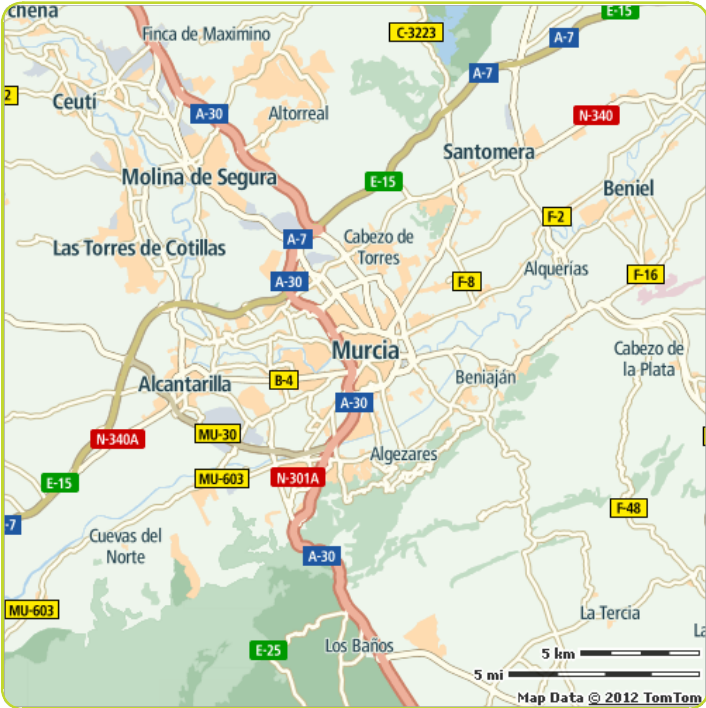 chena
Finca de Maximino
C-3223
E-15
A-7
A-7
2
Ceutí
A-30
Altorreal
N-340
Santomera
Molina de Segura
E-15
Beniel
F-2
Las Torres de Cotillas
A-7
Cabezo de
Torres
A-30
F-8
Alquerías
F-16
Murcia
Cabezo de
la Plata
Alcantarilla
B-4
Beniaján
A-30
N-340A
MU-30
Algezares
E-15
MU-603
N-301A
-7
F-48
Cuevas del
Norte
A-30
MU-603
La Tercia
La
E-25
Los Baños
5 km
5 mi
Map Data © 2012 TomTom